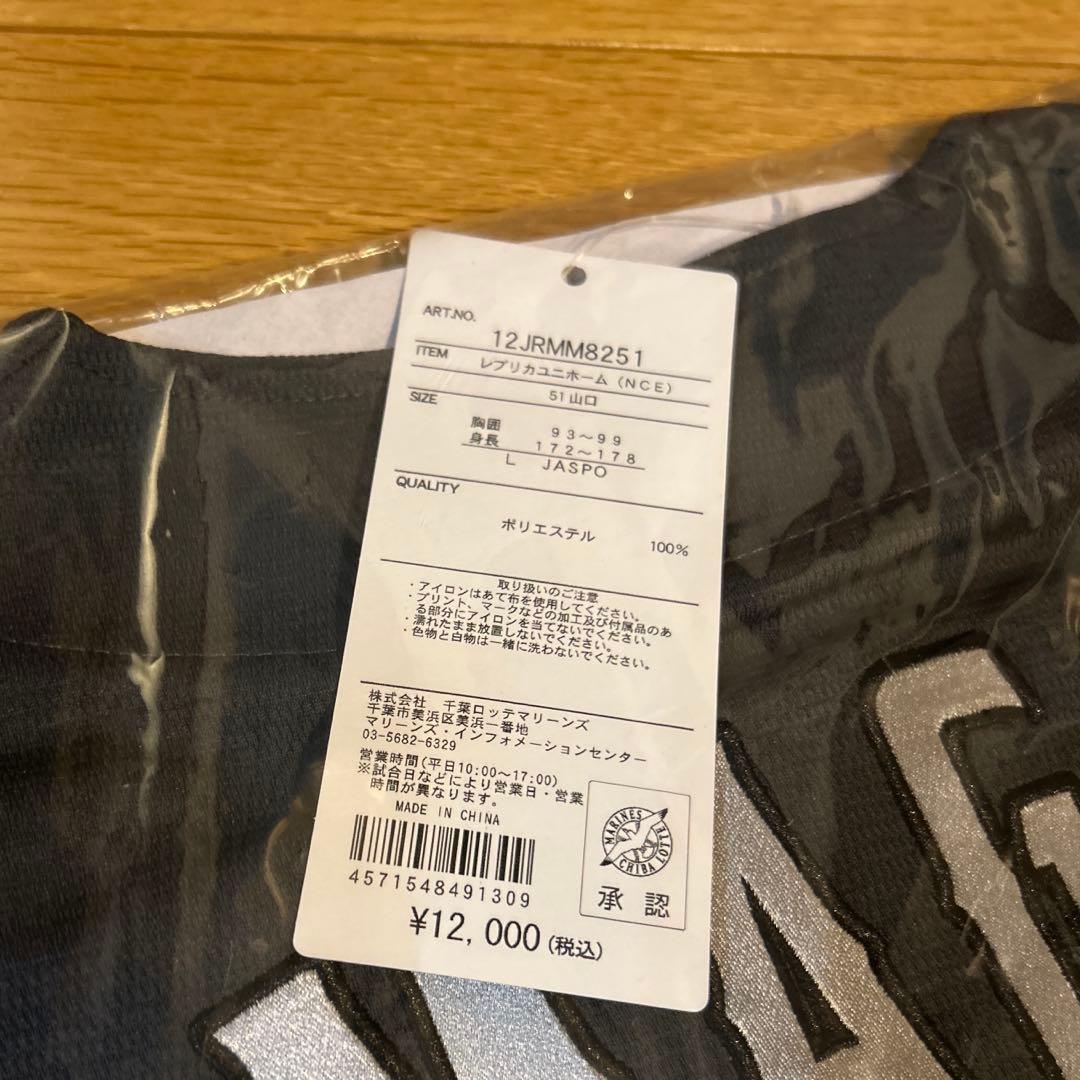 ART.NO.
12JRMM8251
ITEM
レプリカユニホーム（NCE）
51山口
SIZE
胸囲 93～99
身長 172～178
L JASPO
QUALITY
ポリエステル 100%
取り扱いのご注意
・アイロンはあて布を使用してください。
・プリント、マークなどの加工及び付属品のあ
る部分にアイロンを当てないでください。
・濡れたまま放置しないでください。
・色物と白物は一緒に洗わないでください。
株式会社 千葉ロッテマリーンズ
千葉市美浜区美浜一番地
マリーンズ・インフォメーションセンター
03-5682-6329
営業時間(平日10:00～17:00)
※試合日などにより営業日・営業
時間が異なります。
MADE IN CHINA
4571548491309
¥12,000(税込)
MARINES
CHIBA LOTTE
承認